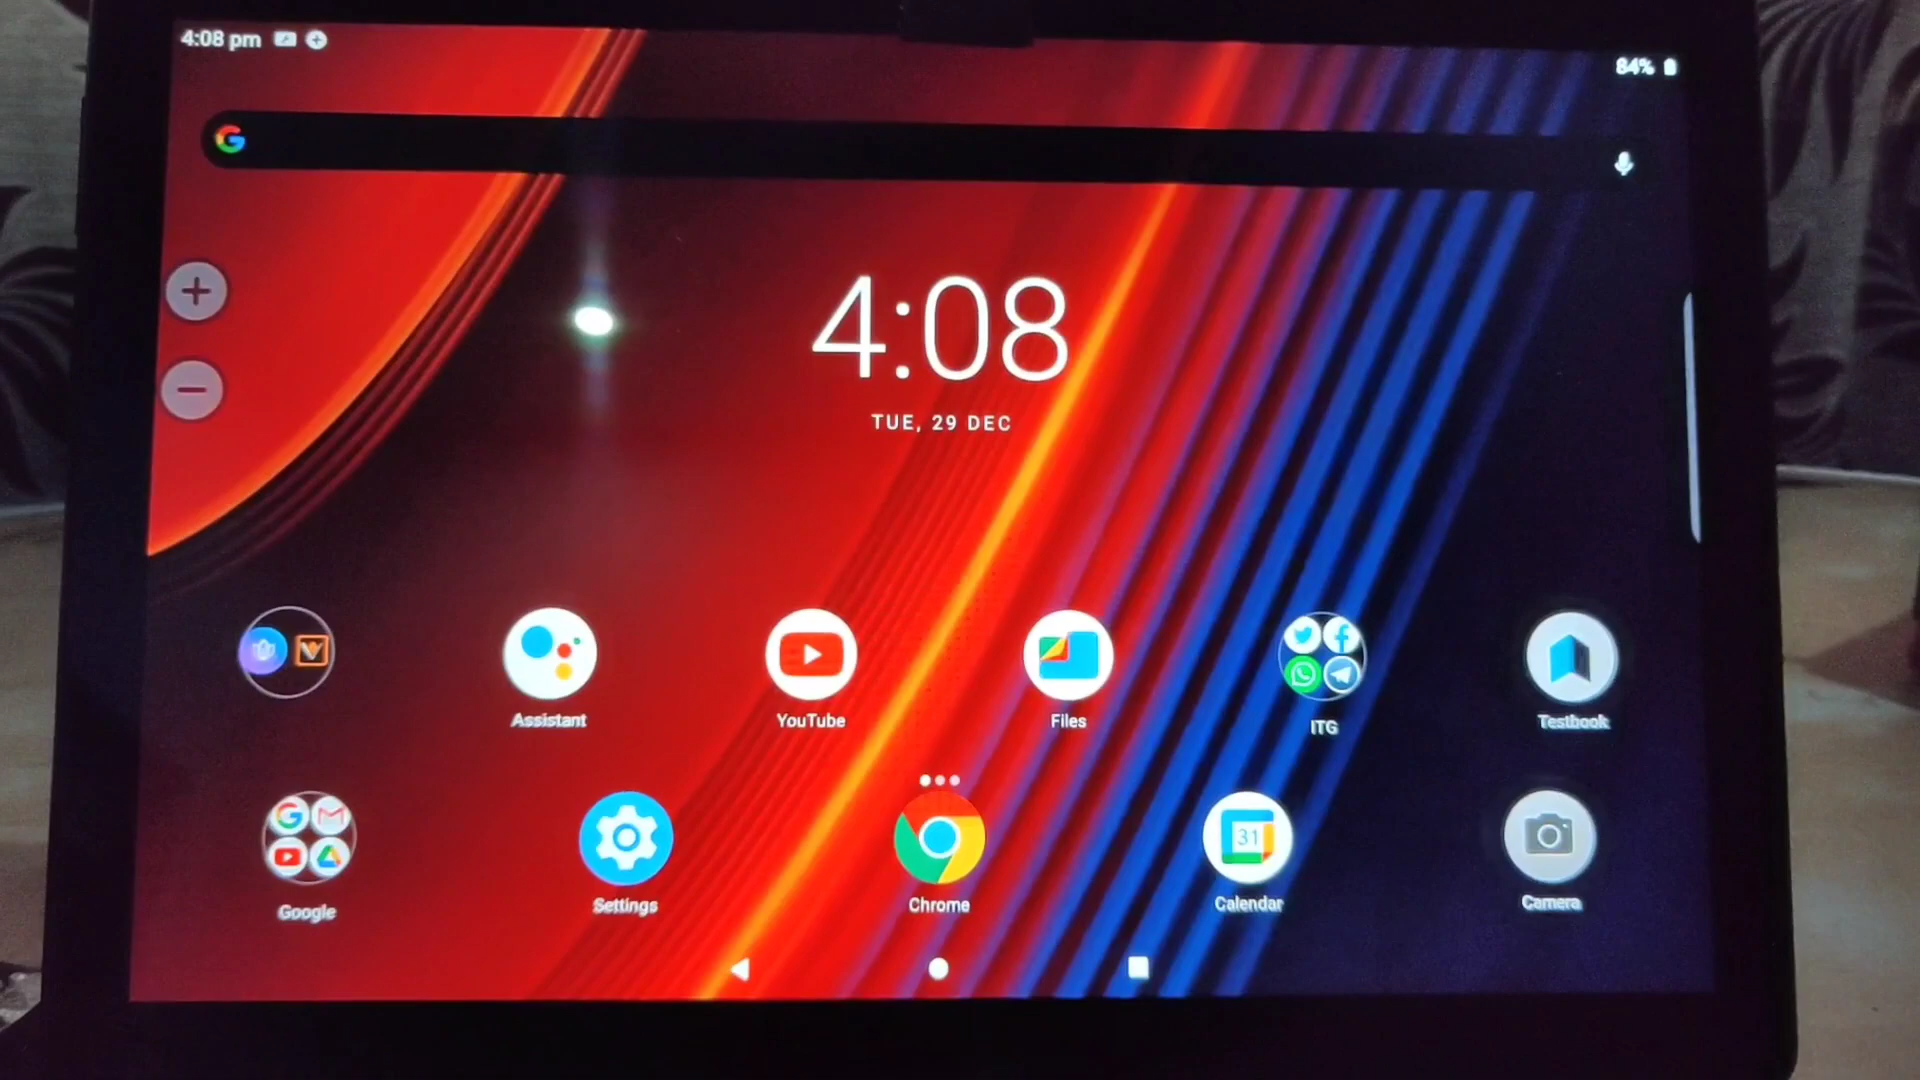 4:08 pm
84%
4:08
TUE, 29 DEC
Assistant
YouTube
Files
ITG
Testbook
31
Google
Settings
Chrome
Calendar
Camera